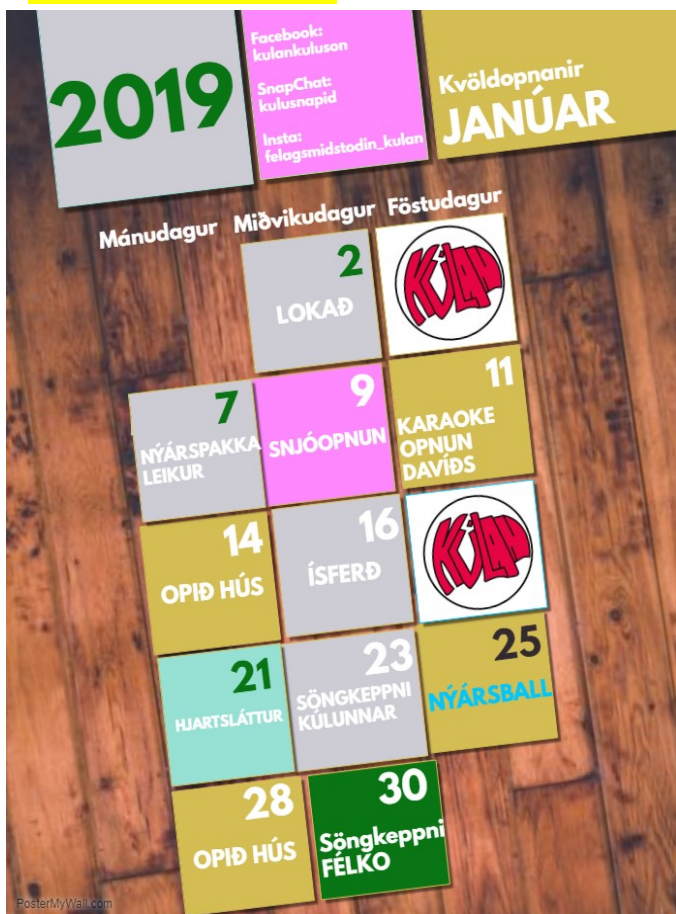 2019
Facebook:
kulankuluson
SnapChat:
kulusnapid
Insta:
felagsmidstodin_kulan
Kvöldopnanir
JANÚAR
Mánudagur Miðvikudagur Föstudagur
2
LOKAÐ
KÚLAN
7
NÝÁRSPAKKA
LEIKUR
9
SNJÓOPNUN
11
KARAOKE
OPNUN
DAVÍÐS
14
OPIÐ HÚS
16
ÍSFERÐ
KÚLAN
21
HJARTSLÁTTUR
23
SÖNGKEPPNI
KÚLUNNAR
25
NÝÁRSBALL
28
OPIÐ HÚS
30
Söngkeppni
FÉLKO
PosterMyWall.com